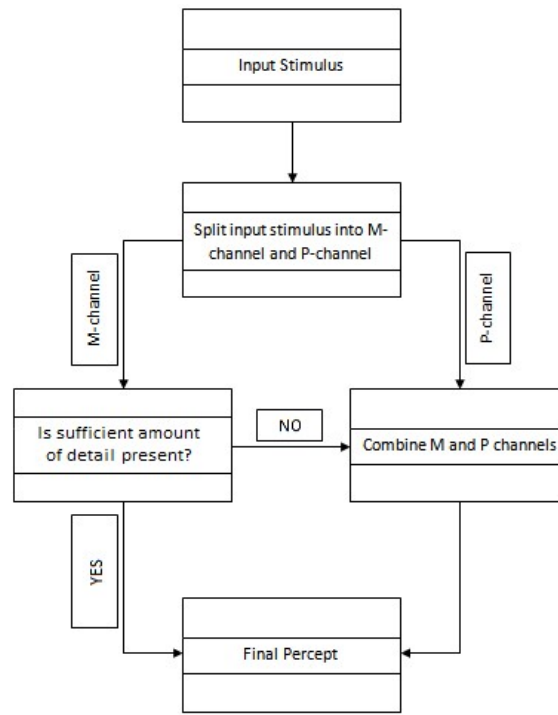 Input Stimulus
Split input stimulus into M-
channel and P-channel
M-channel
P-channel
Is sufficient amount
of detail present?
NO
Combine M and P channels
YES
Final Percept